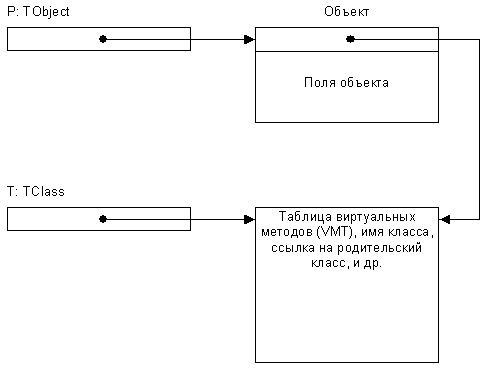 P: TObject
Объект
Поля объекта
T: TClass
Таблица виртуальных
методов (VMT), имя класса,
ссылка на родительский
класс, и др.